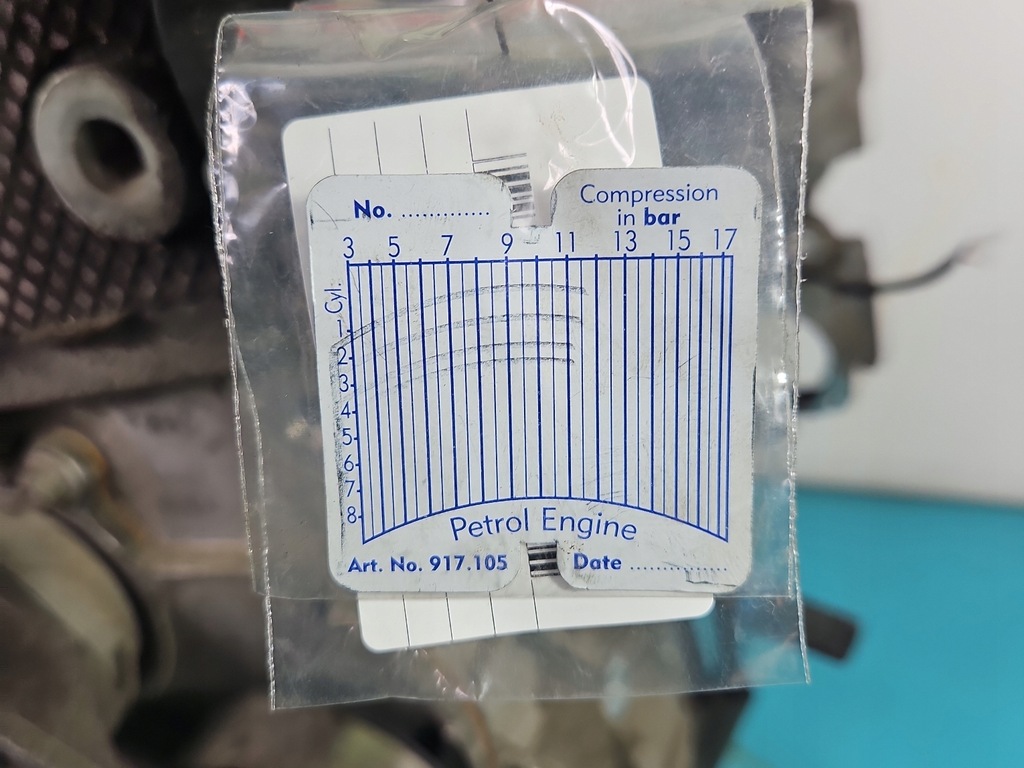 No. .............
Compression
in bar
3 5 7 9 11 13 15 17
Cyl:
1
2
3
4
5
6
7
8
Petrol Engine
Art. No. 917.105
Date ..............